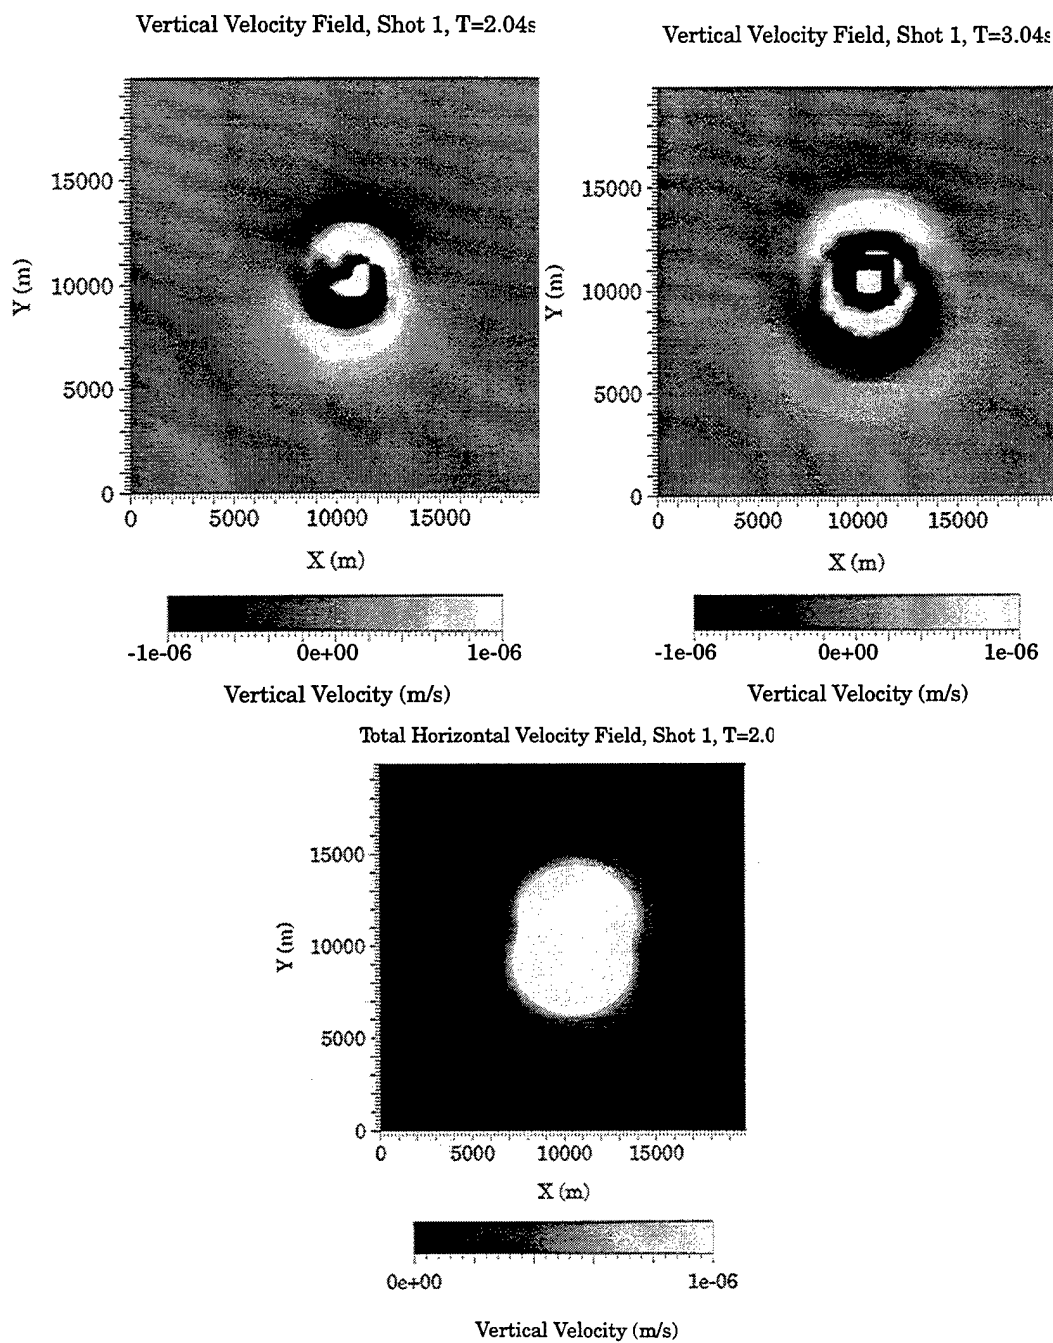 Vertical Velocity Field, Shot 1, T=2.04s
Y (m)
15000
10000
5000
0
0 5000 10000 15000
X (m)
-1e-06 0e+00 1e-06
Vertical Velocity (m/s)
Vertical Velocity Field, Shot 1, T=3.04s
Y (m)
15000
10000
5000
0
0 5000 10000 15000
X (m)
-1e-06 0e+00 1e-06
Vertical Velocity (m/s)
Total Horizontal Velocity Field, Shot 1, T=2.0
Y (m)
15000
10000
5000
0
0 5000 10000 15000
X (m)
0e+00 1e-06
Vertical Velocity (m/s)